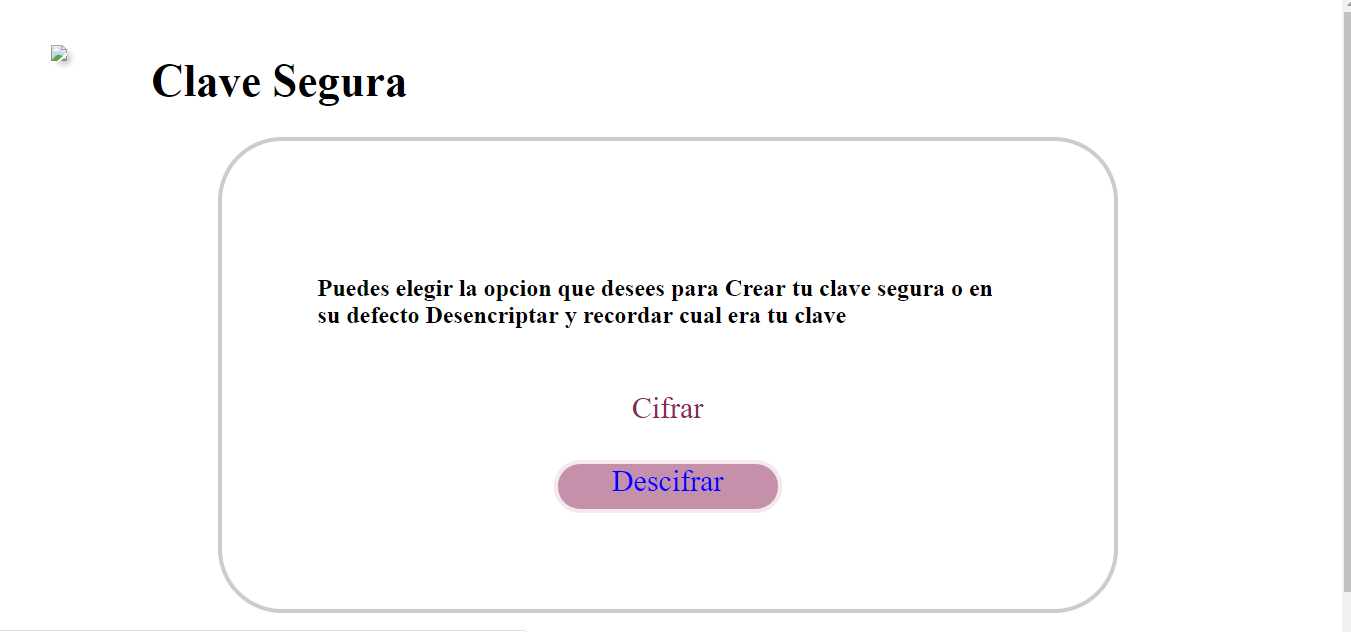 Clave Segura
Puedes elegir la opcion que desees para Crear tu clave segura o en
su defecto Desencriptar y recordar cual era tu clave
Cifrar
Descifrar